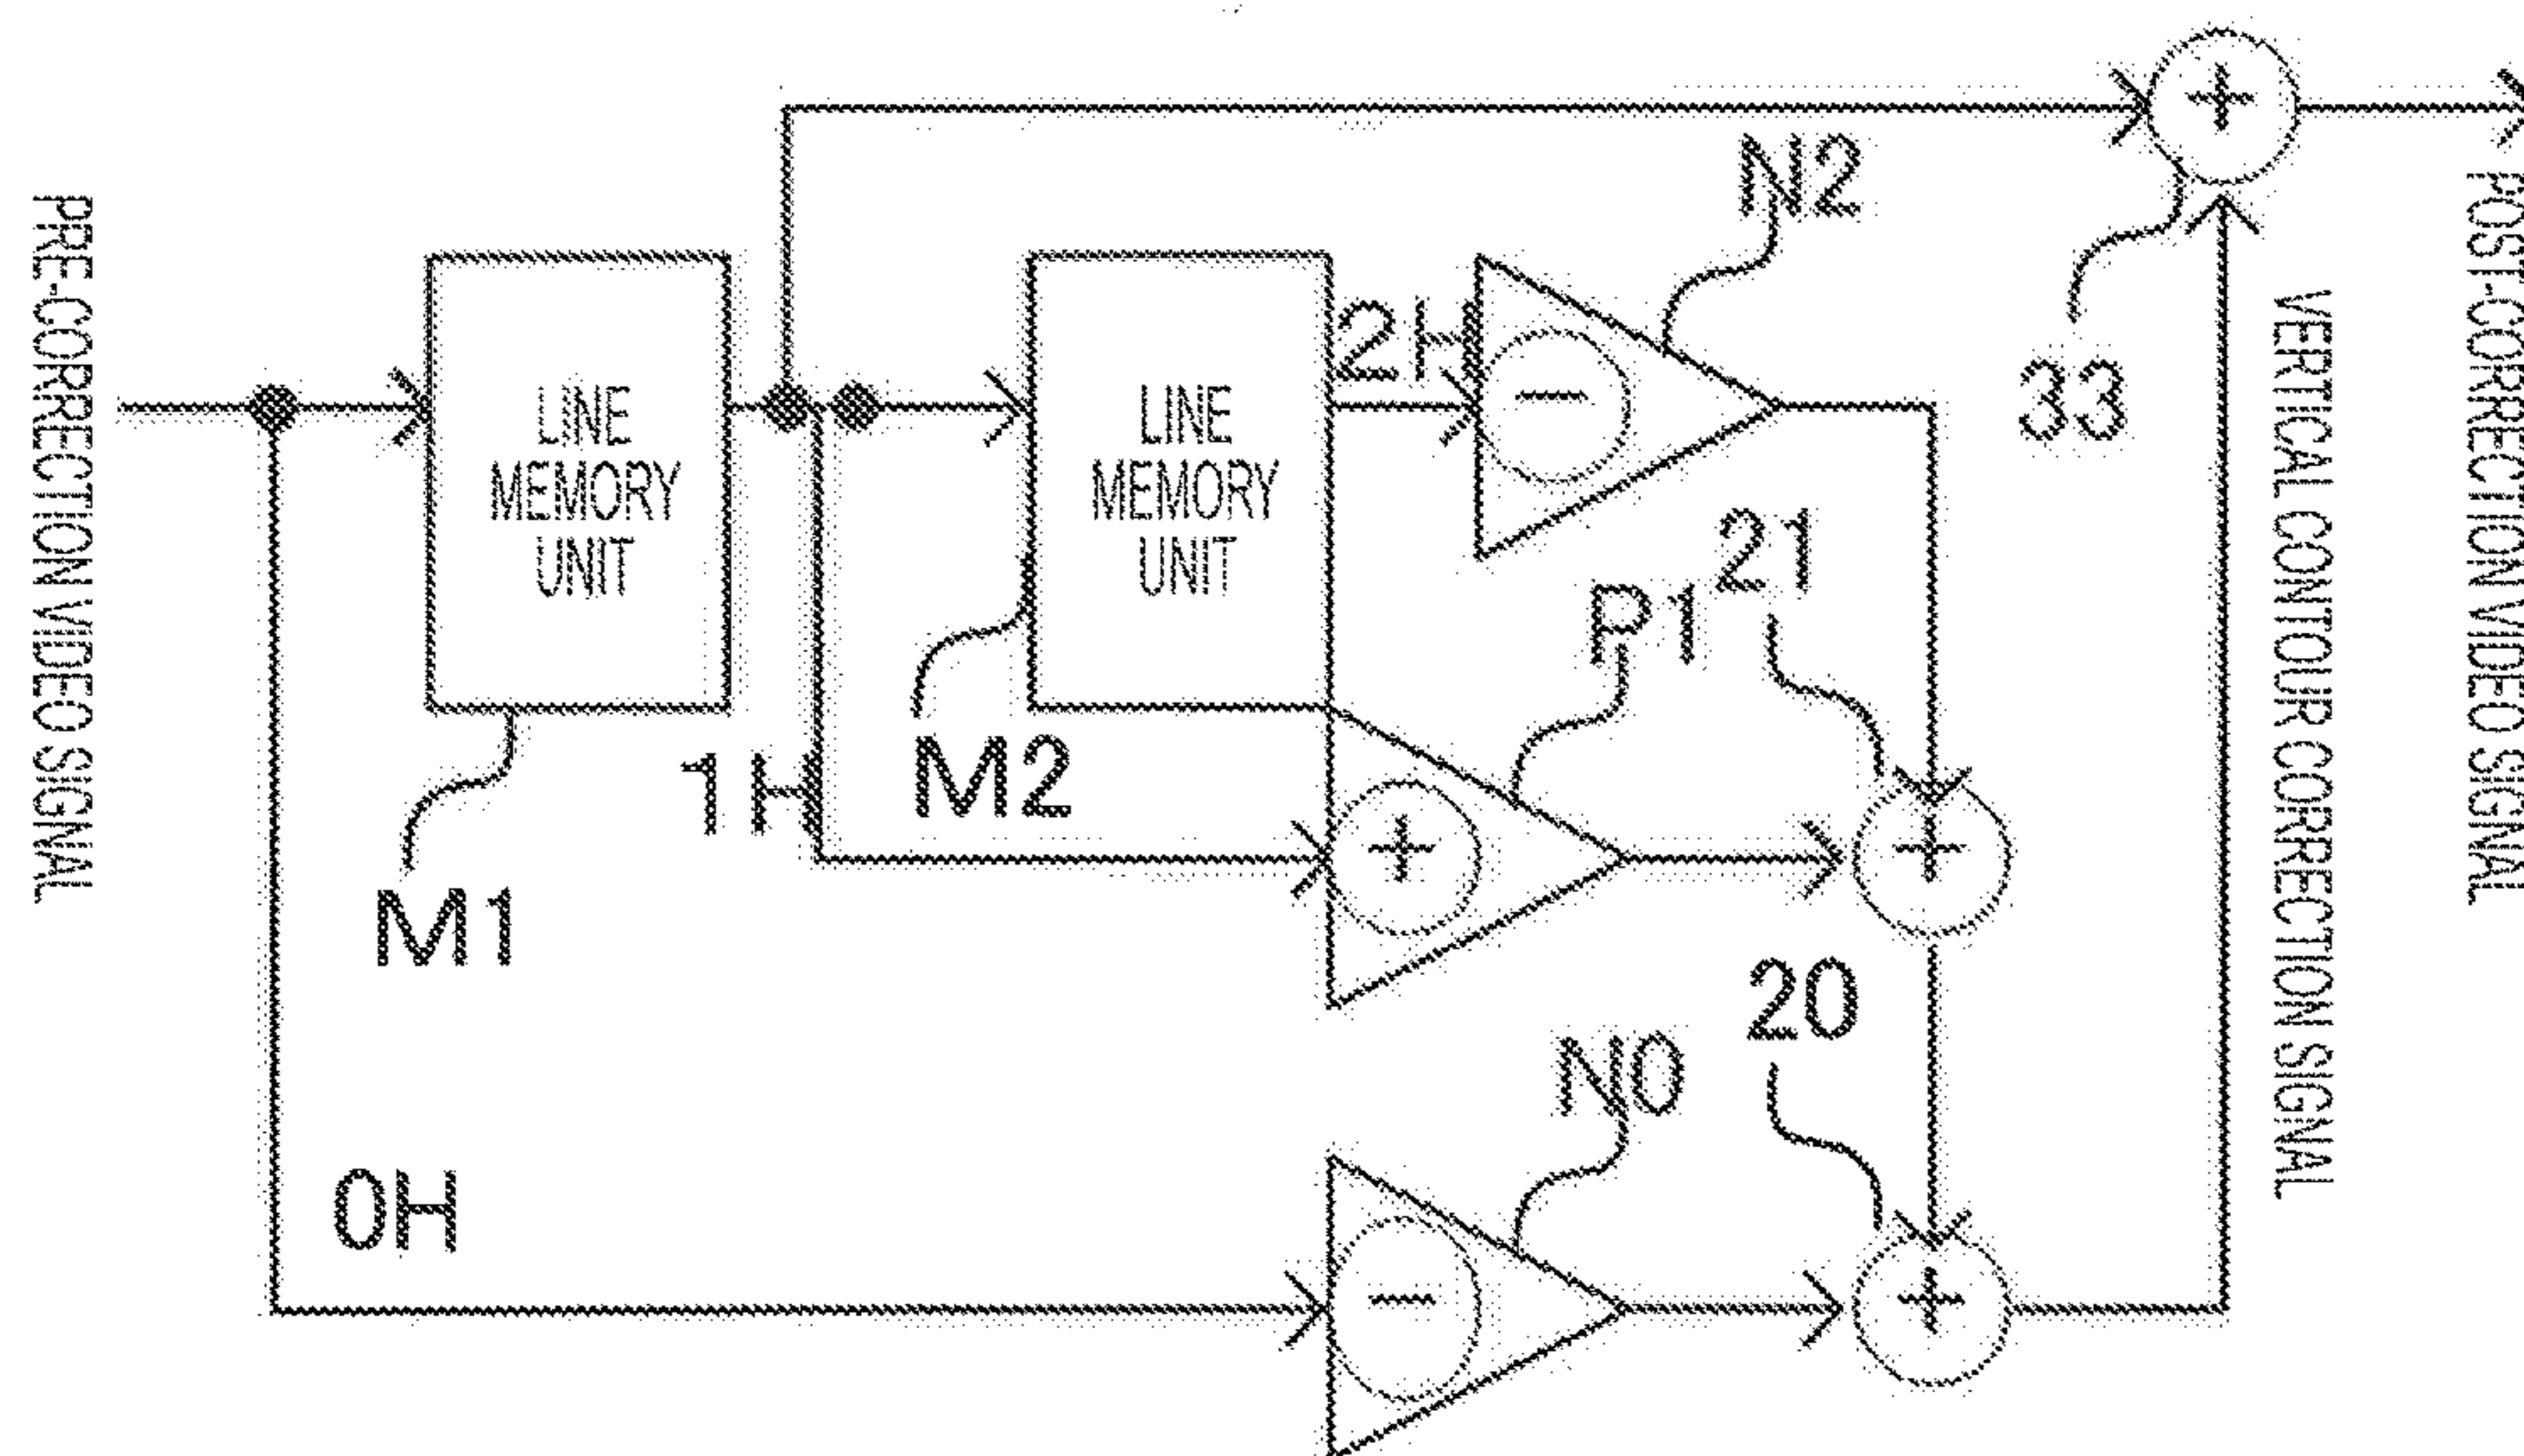 PRE-CORRECTION VIDEO SIGNAL
LINE
MEMORY
UNIT
M1
LINE
MEMORY
UNIT
M2
0H
1H
2H
N2
−
P1
+
N0
−
21
+
20
+
33
+
VERTICAL CONTOUR CORRECTION SIGNAL
POST-CORRECTION VIDEO SIGNAL